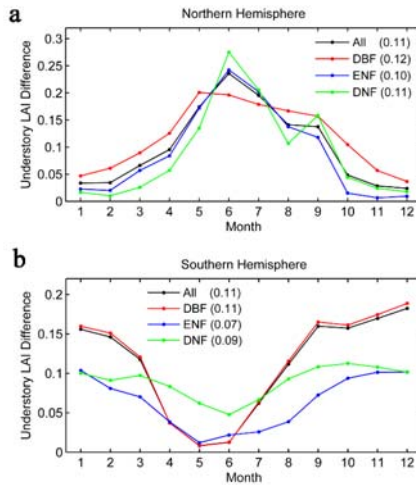 a
Northern Hemisphere
Understory LAI Difference
0.3
0.25
0.2
0.15
0.1
0.05
0
All (0.11)
DBF (0.12)
ENF (0.10)
DNF (0.11)
1 2 3 4 5 6 7 8 9 10 11 12
Month
b
Southern Hemisphere
Understory LAI Difference
0.2
0.15
0.1
0.05
0
All (0.11)
DBF (0.11)
ENF (0.07)
DNF (0.09)
1 2 3 4 5 6 7 8 9 10 11 12
Month